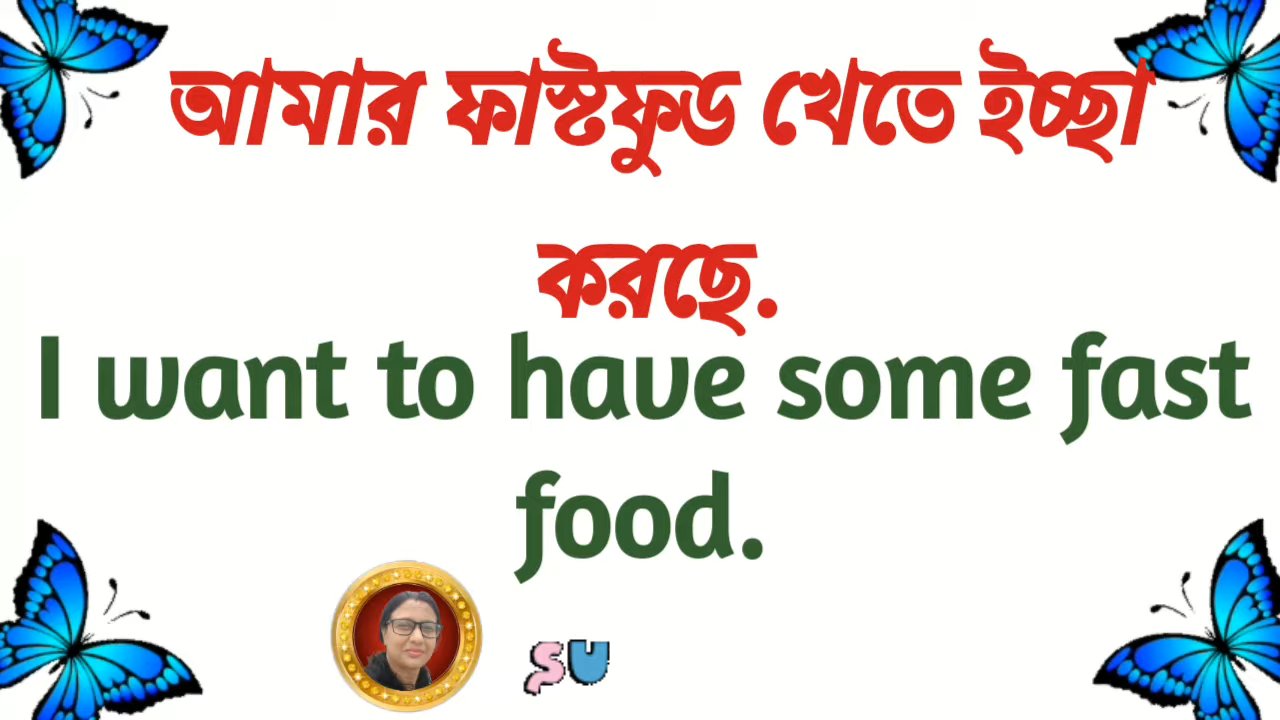 আমার ফাস্টফুড খেতে ইচ্ছা
করছে.
I want to have some fast
food.
SU